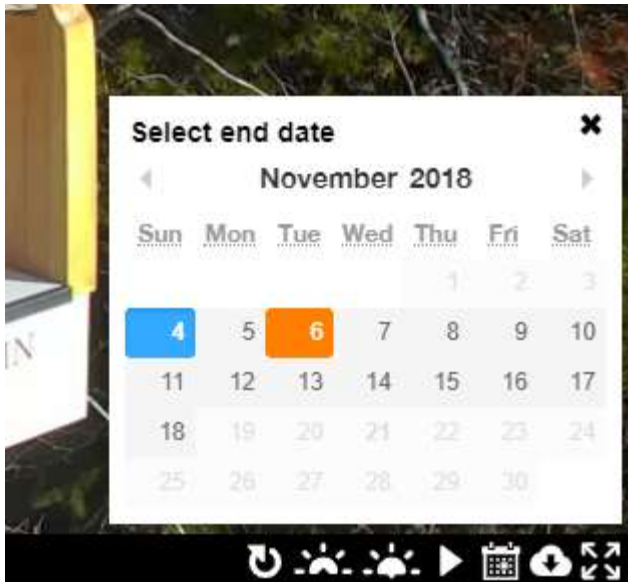 Select end date
November 2018
Sun Mon Tue Wed Thu Fri Sat
1 2 3
4 5 6 7 8 9 10
11 12 13 14 15 16 17
18 19 20 21 22 23 24
25 26 27 28 29 30
IN